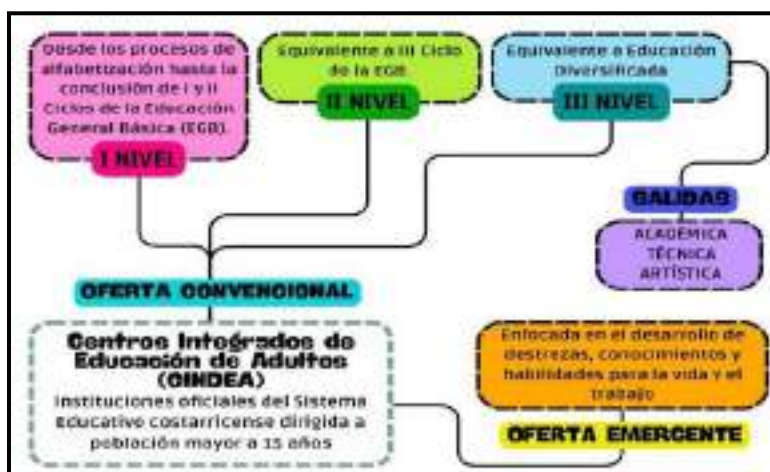 Desde los procesos de
alfabetización hasta la
conclusión de I y II
Ciclos de la Educación
General Básica (EGB).
I NIVEL
Equivalente a III Ciclo
de la EGB
II NIVEL
Equivalente a Educación
Diversificada
III NIVEL
SALIDAS
ACADÉMICA
TÉCNICA
ARTÍSTICA
OFERTA CONVENCIONAL
Centros Integrados de
Educación de Adultos
(CINDEA)
Instituciones oficiales del Sistema
Educativo costarricense dirigida a
población mayor a 15 años
Enfocada en el desarrollo de
destrezas, conocimientos y
habilidades para la vida y el
trabajo
OFERTA EMERGENTE